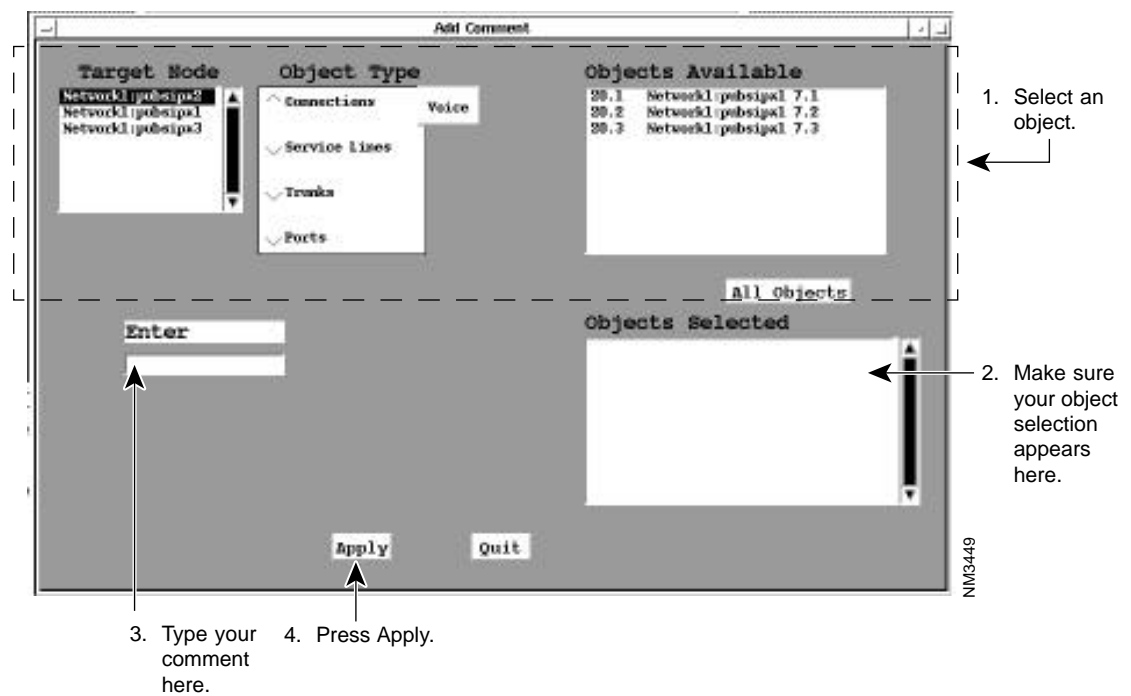 Add Comment
Target Node
Network1:pubsipx2
Network1:pubsipx1
Network1:pubsipx3
Object Type
Connections
Voice
Service Lines
Trunks
Ports
Objects Available
20.1 Network1:pubsipx1 7.1
20.2 Network1:pubsipx1 7.2
20.3 Network1:pubsipx1 7.3
All Objects
1. Select an
object.
Enter
Objects Selected
2. Make sure
your object
selection
appears
here.
Apply
Quit
NM3449
3. Type your
comment
here.
4. Press Apply.